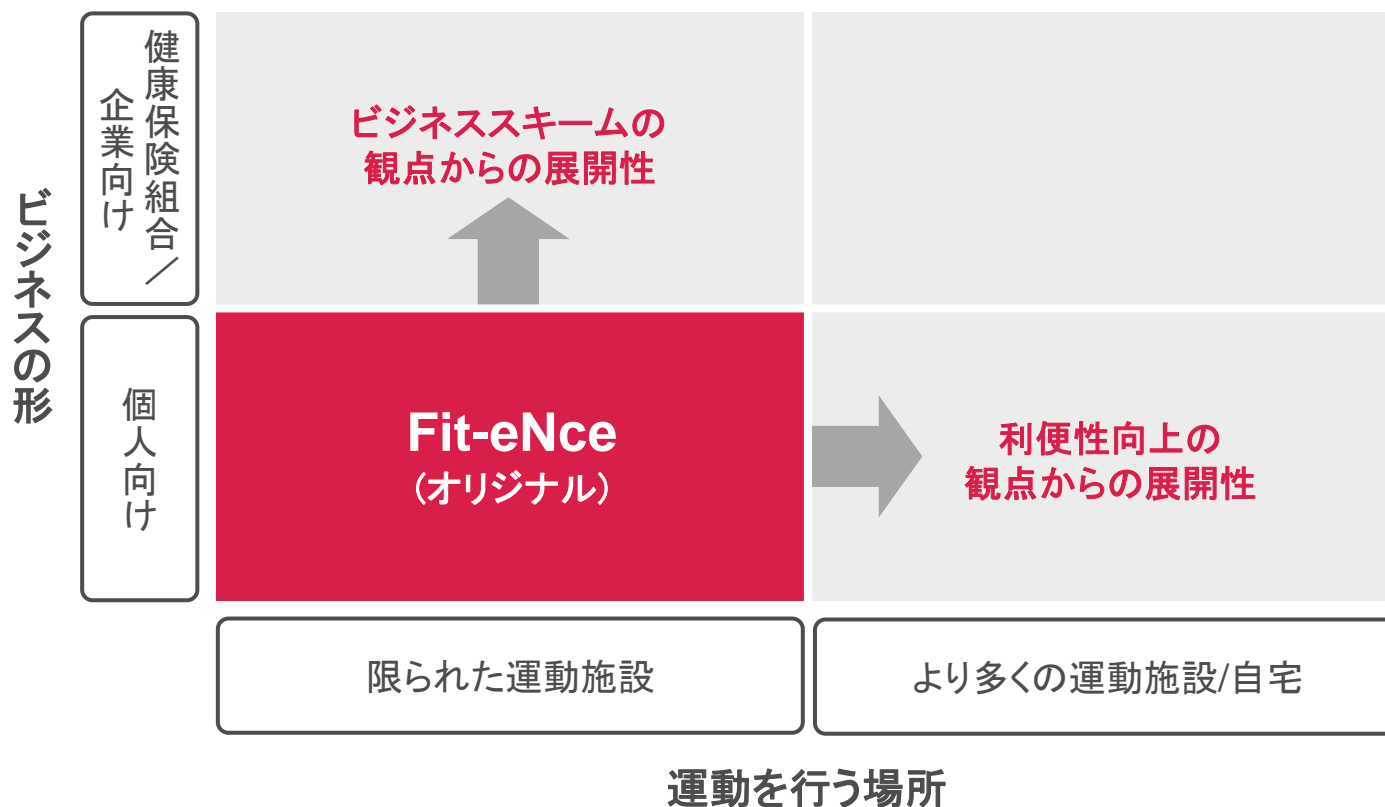 ビジネスの形
健康保険組合／
企業向け
ビジネススキームの
観点からの展開性
個人向け
Fit-eNce
（オリジナル）
利便性向上の
観点からの展開性
限られた運動施設
より多くの運動施設/自宅
運動を行う場所